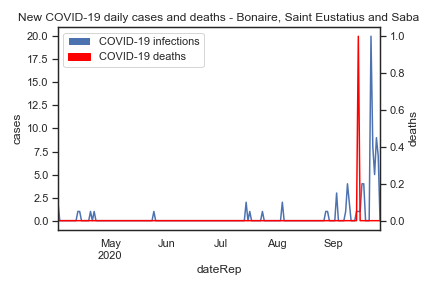 New COVID-19 daily cases and deaths - Bonaire, Saint Eustatius and Saba
COVID-19 infections
COVID-19 deaths
cases
20.0
17.5
15.0
12.5
10.0
7.5
5.0
2.5
0.0
deaths
1.0
0.8
0.6
0.4
0.2
0.0
May Jun Jul Aug Sep
2020
dateRep